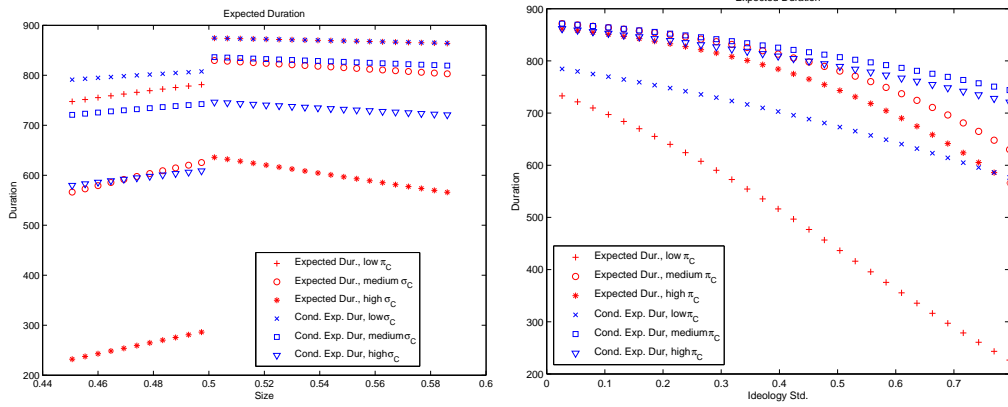 Expected Duration
900
800
700
600
500
400
300
200
Duration
0.44
0.46
0.48
0.5
0.52
0.54
0.56
0.58
0.6
Size
Expected Dur., low π_C
Expected Dur., medium σ_C
Expected Dur., high σ_C
Cond. Exp. Dur, low σ_C
Cond. Exp. Dur, medium σ_C
Cond. Exp. Dur, high σ_C
Expected Duration
900
800
700
600
500
400
300
200
Duration
0
0.1
0.2
0.3
0.4
0.5
0.6
0.7
Ideology Std.
Expected Dur., low π_C
Expected Dur., medium π_C
Expected Dur., high π_C
Cond. Exp. Dur, low π_C
Cond. Exp. Dur, medium π_C
Cond. Exp. Dur, high π_C